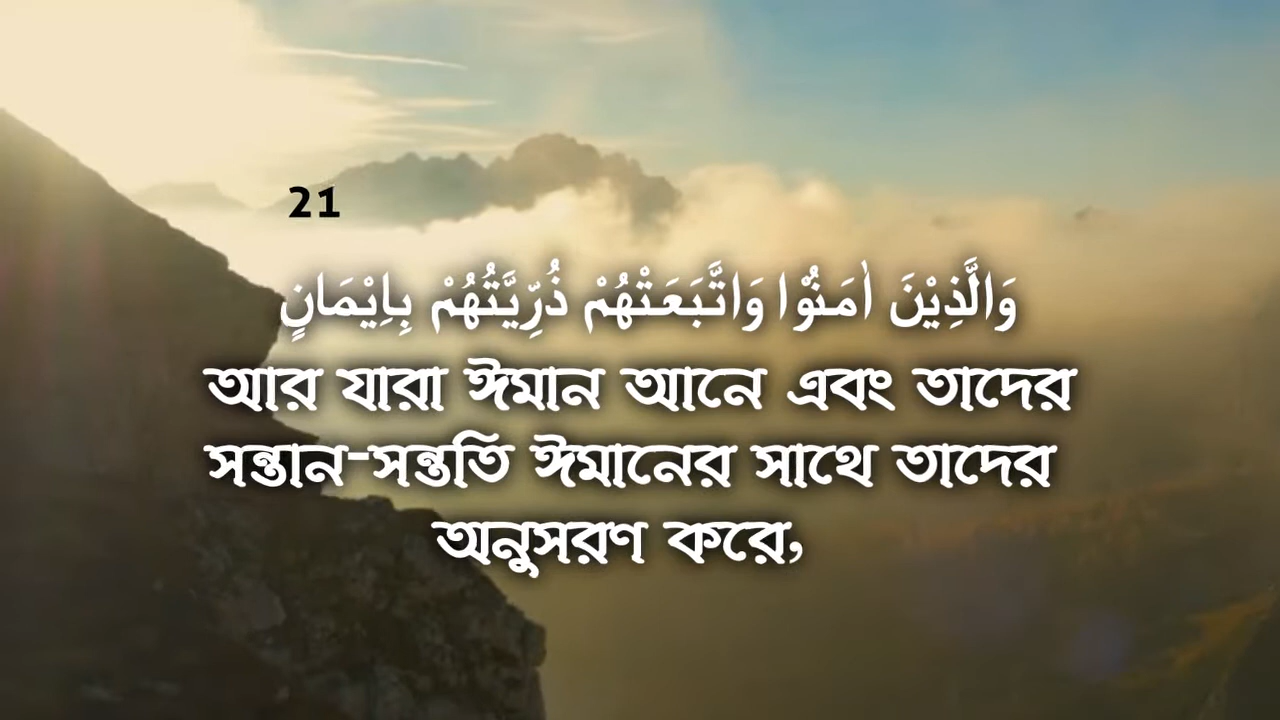 21
وَالَّذِيْنَ اٰمَنُوْا وَاتَّبَعَتْهُمْ ذُرِّيَّتُهُمْ بِاِيْمَانٍ
আর যারা ঈমান আনে এবং তাদের
সন্তান-সন্ততি ঈমানের সাথে তাদের
অনুসরণ করে,